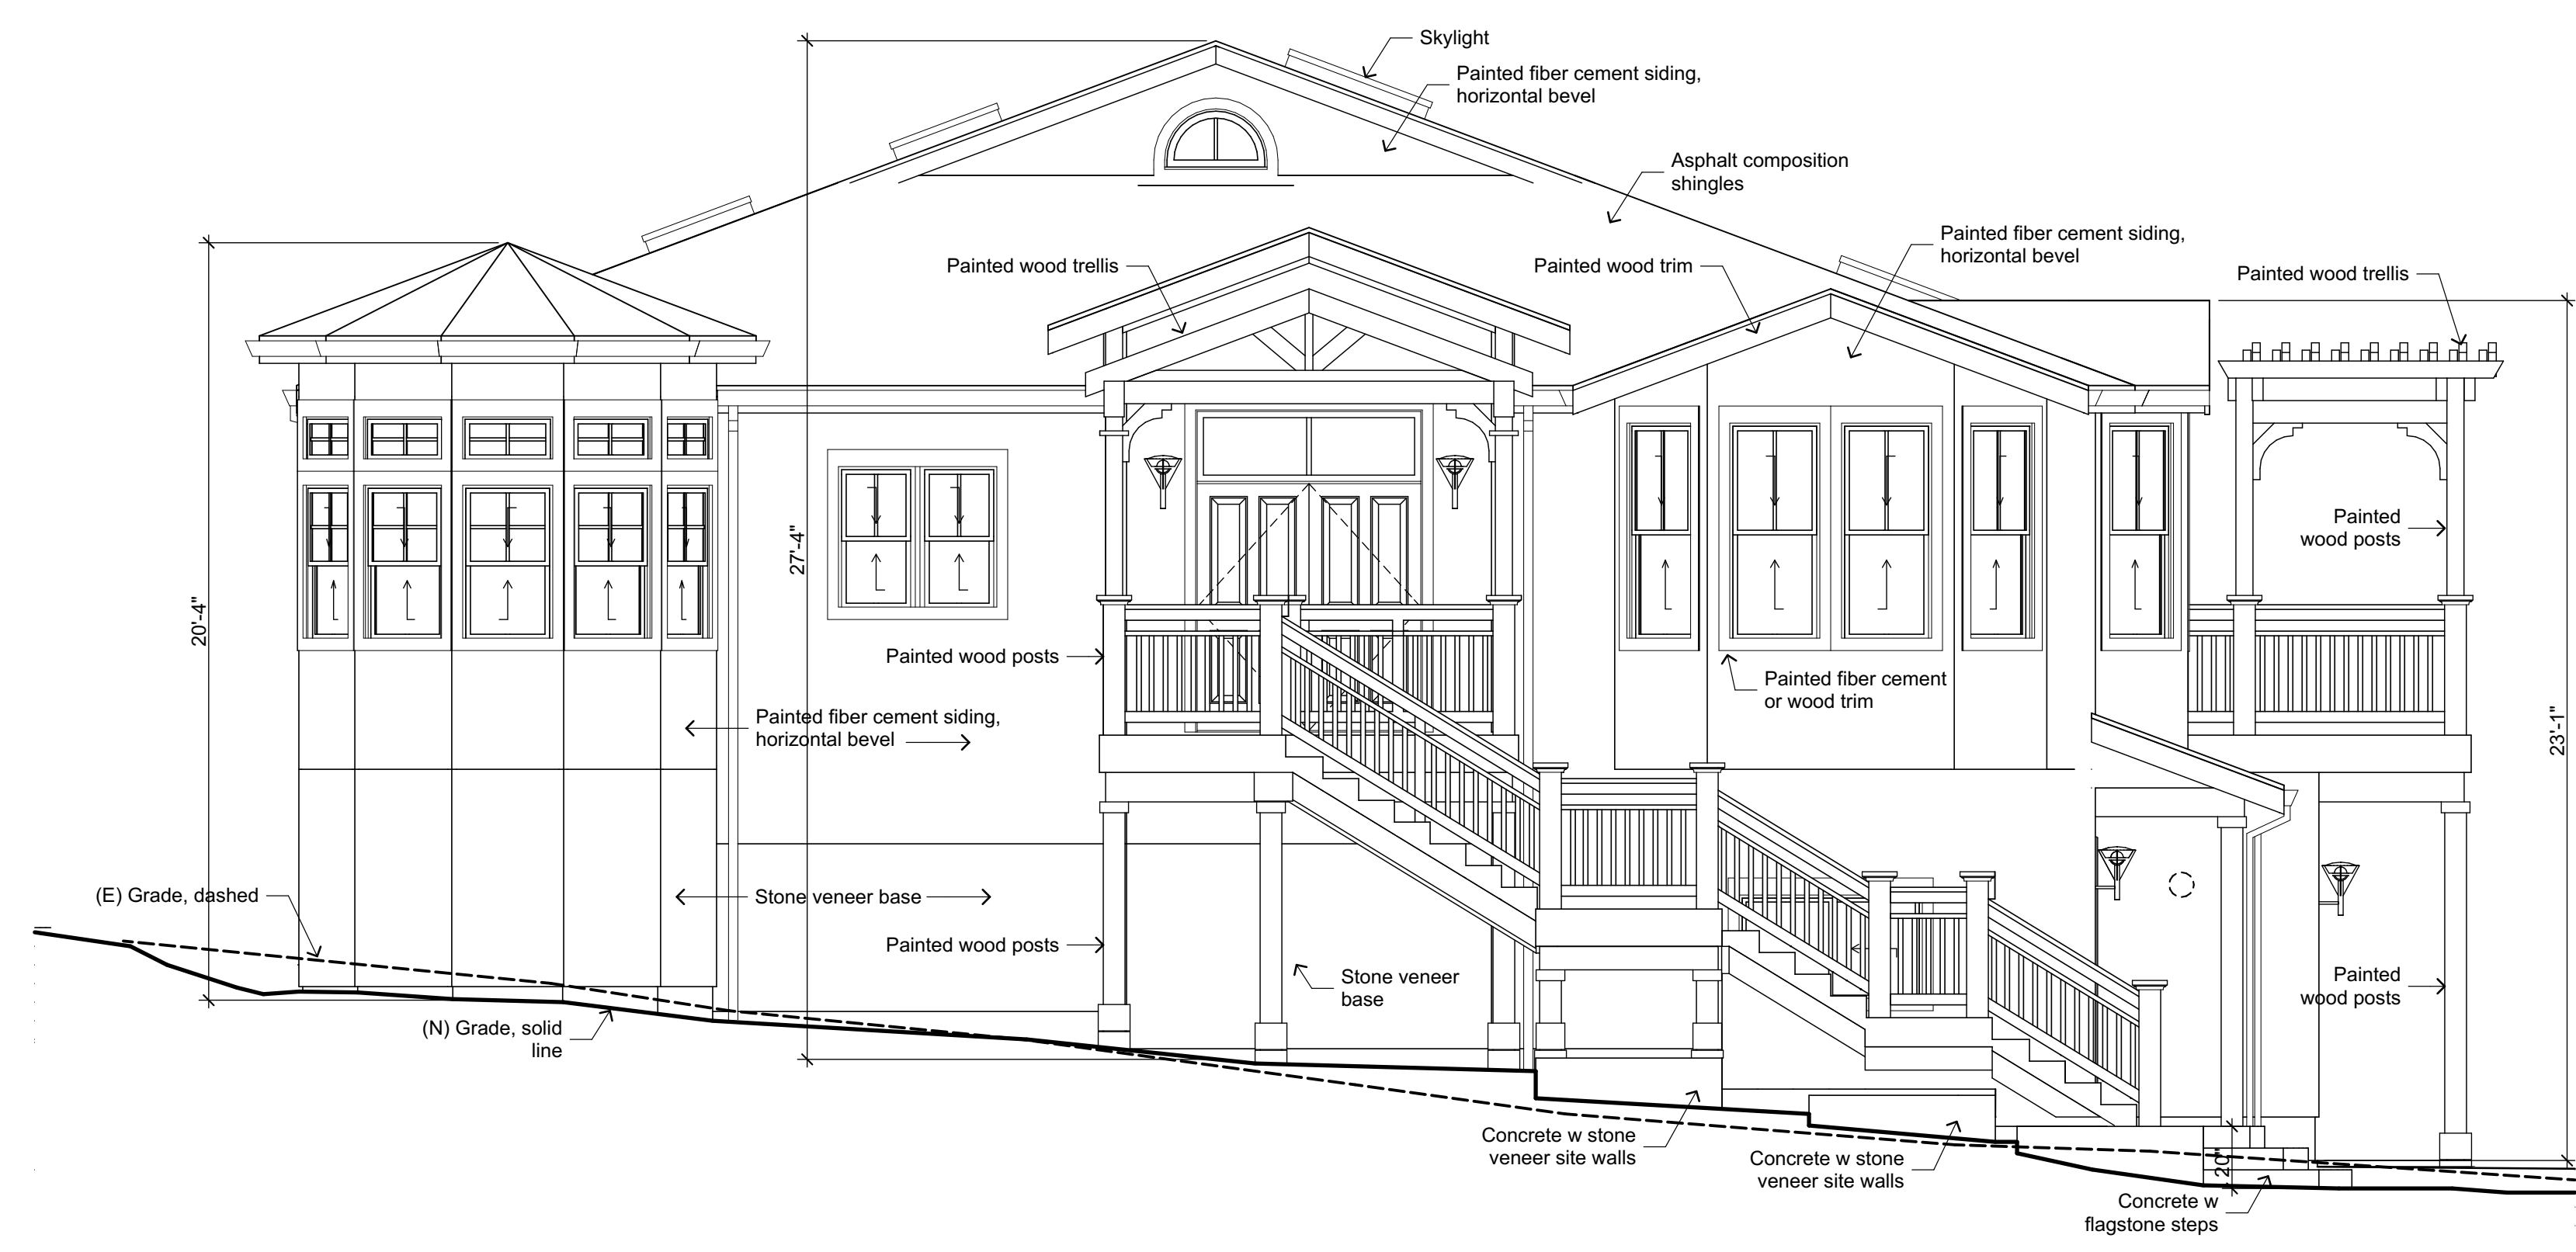 Skylight
Painted fiber cement siding,
horizontal bevel
Asphalt composition
shingles
Painted fiber cement siding,
horizontal bevel
Painted wood trellis
Painted wood trim
Painted wood trellis
Painted
wood posts
27'-4"
20'-4"
Painted wood posts
Painted fiber cement
or wood trim
Painted fiber cement siding,
horizontal bevel
23'-1"
(E) Grade, dashed
Stone veneer base
Painted wood posts
Stone veneer
base
Painted
wood posts
(N) Grade, solid
line
Concrete w stone
veneer site walls
Concrete w stone
veneer site walls
20"
Concrete w
flagstone steps